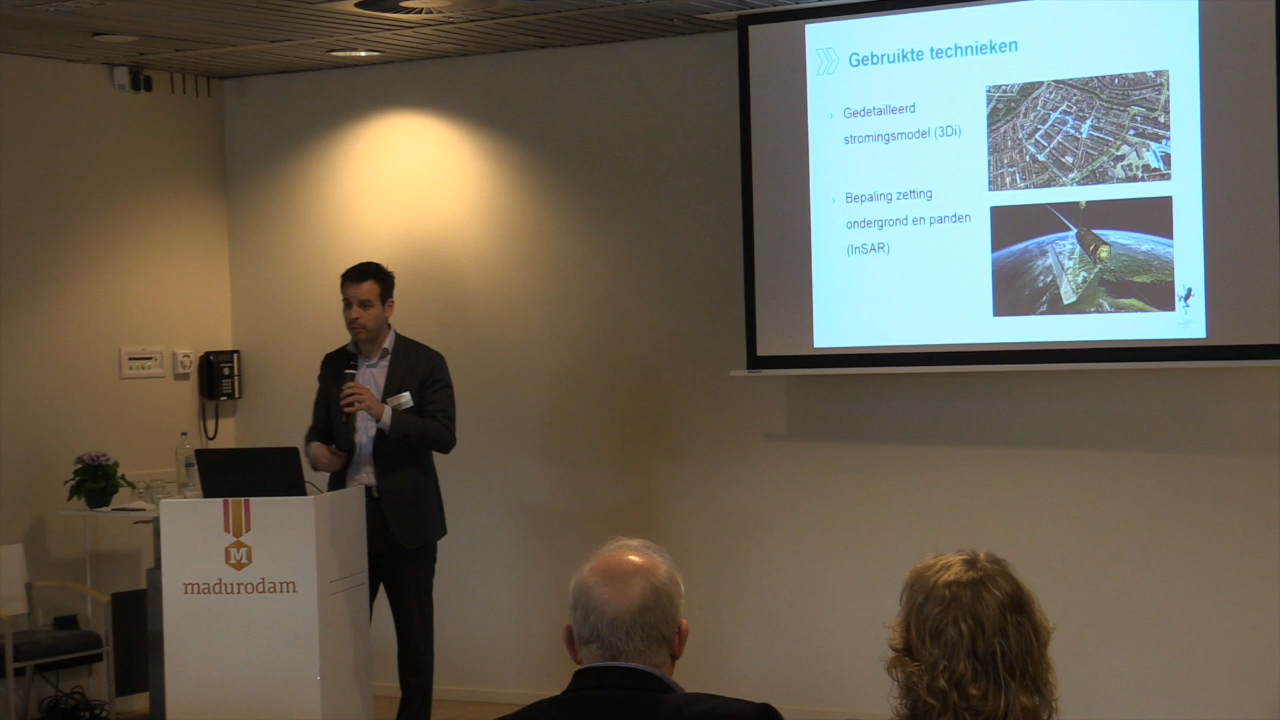 Gebruikte technieken
Gedetailleerd
stromingsmodel (3Di)
Bepaling zetting
ondergrond en panden
(InSAR)
M
madurodam